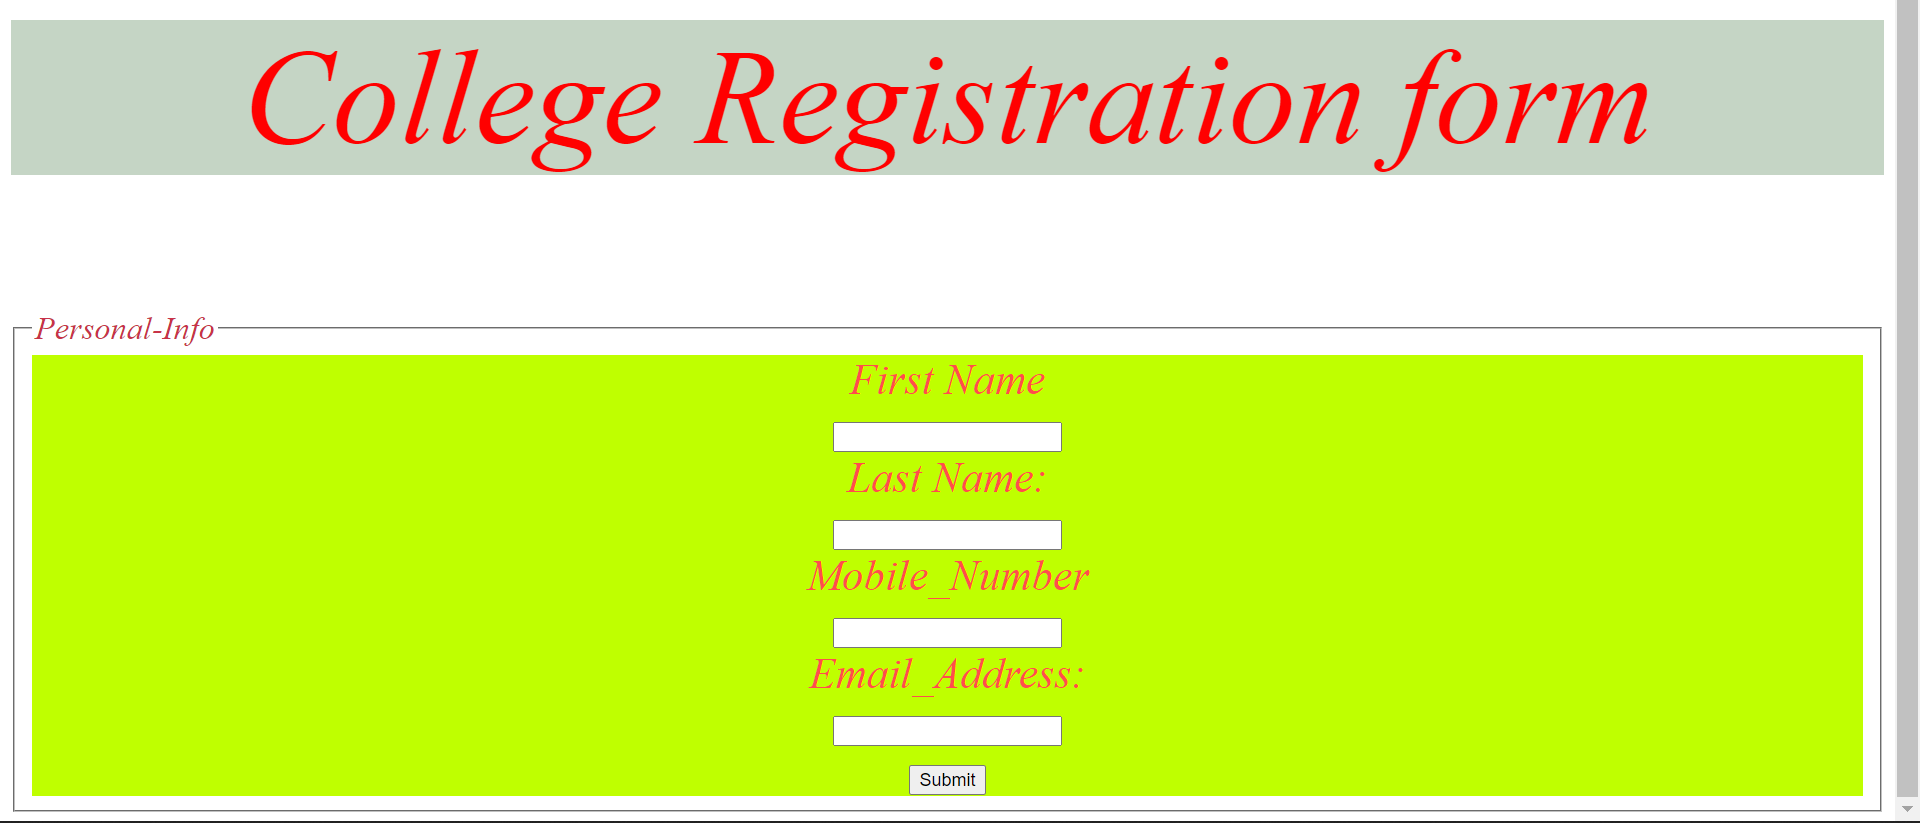 College Registration form
Personal-Info
First Name
Last Name:
Mobile_Number
Email_Address:
Submit